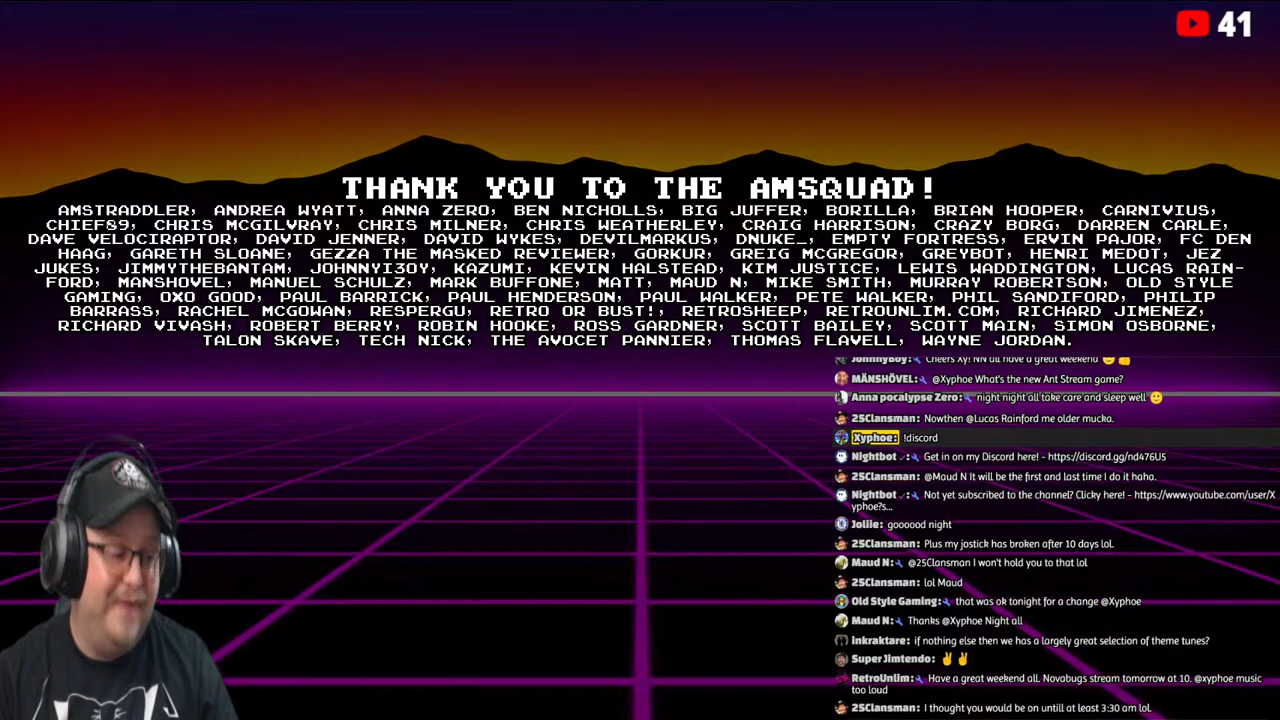 41
THANK YOU TO THE AMSQUAD!
AMSTRADDLER, ANDREA WYATT, ANNA ZERO, BEN NICHOLLS, BIG JUFFER, BORILLA, BRIAN HOOPER, CARNIVIUS,
CHIEF89, CHRIS MCGILVRAY, CHRIS MILNER, CHRIS WEATHERLEY, CRAIG HARRISON, CRAZY BORG, DARREN CARLE,
DAVE VELOCIRAPTOR, DAVID JENNER, DAVID WYKES, DEVILMARKUS, DNUKE_, EMPTY FORTRESS, ERVIN PAJOR, FC DEN
HAAG, GARETH SLOANE, GEZZA THE MASKED REVIEWER, GORKUR, GREIG MCGREGOR, GREYBOT, HENRI MEDOT, JEZ
JUKES, JIMMYTHEBANTAM, JOHNNYI3OY, KAZUMI, KEVIN HALSTEAD, KIM JUSTICE, LEWIS WADDINGTON, LUCAS RAIN-
FORD, MANSHOVEL, MANUEL SCHULZ, MARK BUFFONE, MATT, MAUD N, MIKE SMITH, MURRAY ROBERTSON, OLD STYLE
GAMING, OXO GOOD, PAUL BARRICK, PAUL HENDERSON, PAUL WALKER, PETE WALKER, PHIL SANDIFORD, PHILIP
BARRASS, RACHEL MCGOWAN, RESPERGU, RETRO OR BUST!, RETROSHEEP, RETROUNLIM.COM, RICHARD JIMENEZ,
RICHARD VIVASH, ROBERT BERRY, ROBIN HOOKE, ROSS GARDNER, SCOTT BAILEY, SCOTT MAIN, SIMON OSBORNE,
TALON SKAVE, TECH NICK, THE AVOCET PANNIER, THOMAS FLAVELL, WAYNE JORDAN.
JohnnyBoy: Cheers Xy! NN all have a great weekend 😊 👍
MÄNSHÖVEL: @Xyphoe What's the new Ant Stream game?
Anna pocalypse Zero: night night all take care and sleep well 🙂
25Clansman: Nowthen @Lucas Rainford me older mucka.
Xyphoe: !discord
Nightbot ✓: Get in on my Discord here! - https://discord.gg/nd476U5
25Clansman: @Maud N It will be the first and last time I do it haha.
Nightbot ✓: Not yet subscribed to the channel? Clicky here! - https://www.youtube.com/user/X
yphoe?s...
Joliie: goooood night
25Clansman: Plus my jostick has broken after 10 days lol.
Maud N: @25Clansman I won't hold you to that lol
25Clansman: lol Maud
Old Style Gaming: that was ok tonight for a change @Xyphoe
Maud N: Thanks @Xyphoe Night all
inkraktare: if nothing else then we has a largely great selection of theme tunes?
Super Jimtendo: ✌ ✌
RetroUnlim: Have a great weekend all. Novabugs stream tomorrow at 10. @xyphoe music
too loud
25Clansman: I thought you would be on untill at least 3:30 am lol.